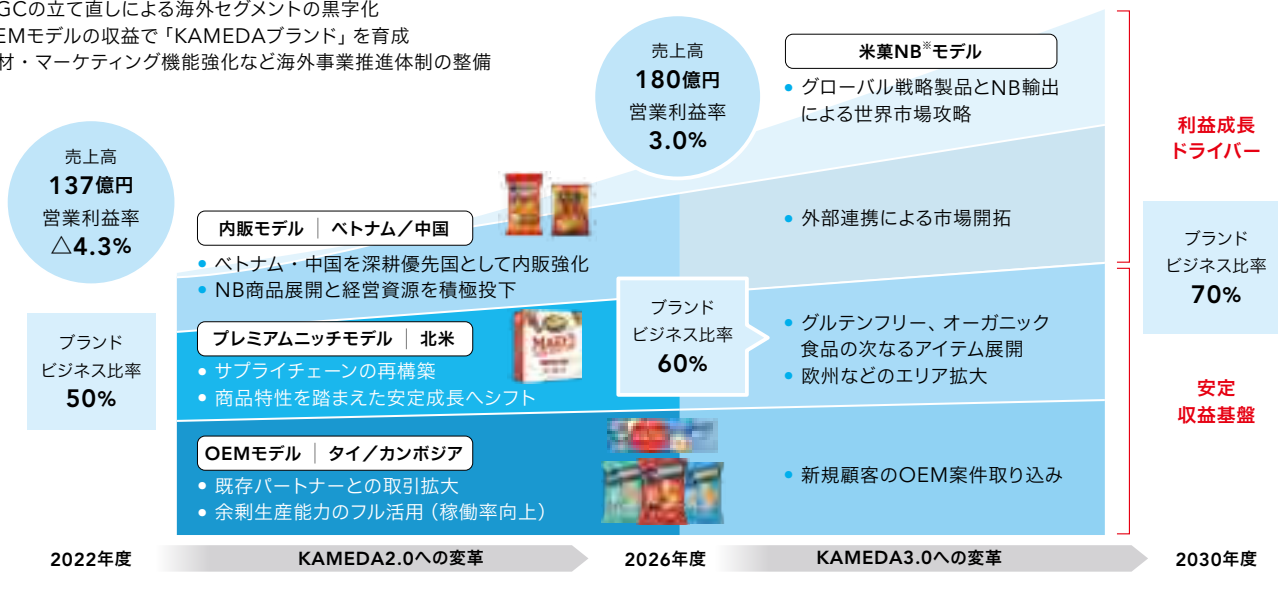 GCの立て直しによる海外セグメントの黒字化
EMモデルの収益で「KAMEDAブランド」を育成
材・マーケティング機能強化など海外事業推進体制の整備
売上高
137億円
営業利益率
△4.3%
ブランド
ビジネス比率
50%
内販モデル｜ベトナム／中国
• ベトナム・中国を深耕優先国として内販強化
• NB商品展開と経営資源を積極投下
プレミアムニッチモデル｜北米
• サプライチェーンの再構築
• 商品特性を踏まえた安定成長へシフト
OEMモデル｜タイ／カンボジア
• 既存パートナーとの取引拡大
• 余剰生産能力のフル活用（稼働率向上）
売上高
180億円
営業利益率
3.0%
ブランド
ビジネス比率
60%
米菓NB※モデル
• グローバル戦略製品とNB輸出
による世界市場攻略
• 外部連携による市場開拓
• グルテンフリー、オーガニック
食品の次なるアイテム展開
• 欧州などのエリア拡大
• 新規顧客のOEM案件取り込み
利益成長
ドライバー
安定
収益基盤
ブランド
ビジネス比率
70%
2022年度
KAMEDA2.0への変革
2026年度
KAMEDA3.0への変革
2030年度